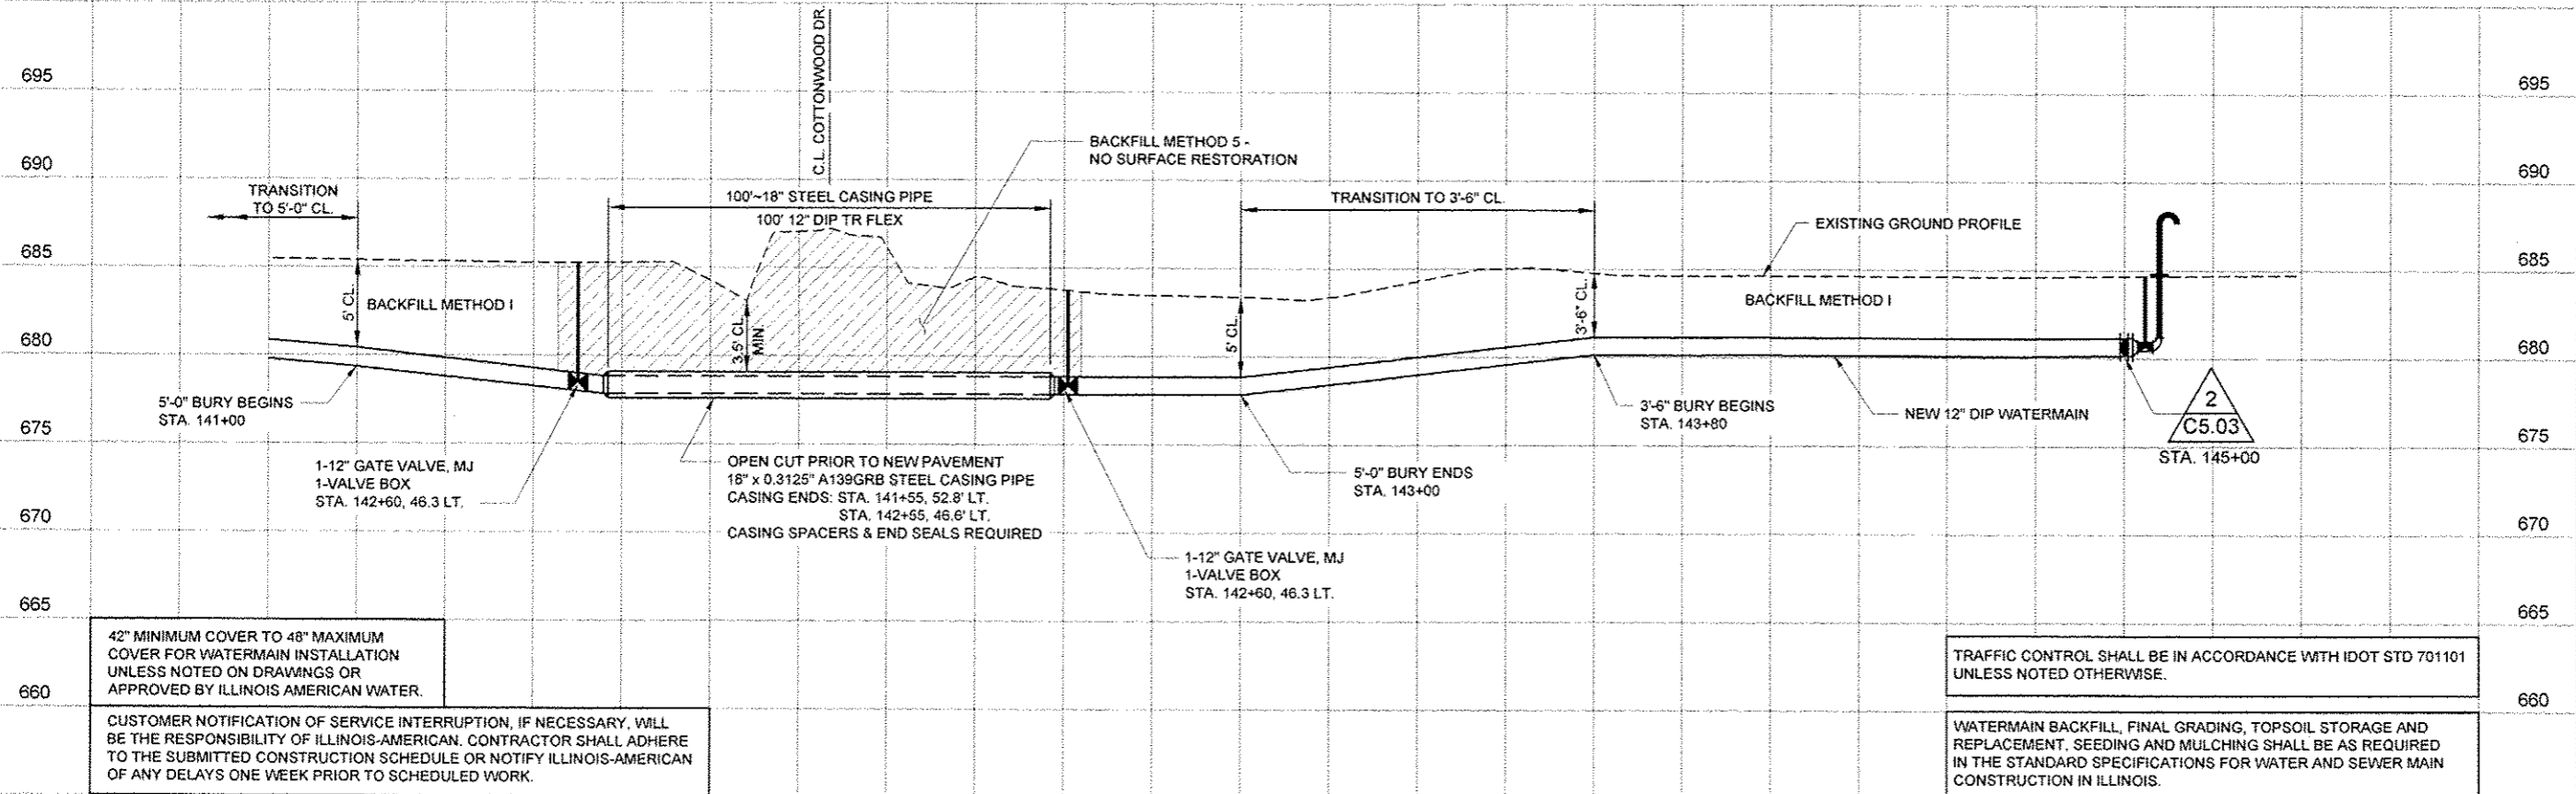 C.L. COTTONWOOD DR.
695
690
685
680
675
670
665
660
695
690
685
680
675
670
665
660
TRANSITION
TO 5'-0" CL.
100'~18" STEEL CASING PIPE
100' 12" DIP TR FLEX
BACKFILL METHOD 5 -
NO SURFACE RESTORATION
TRANSITION TO 3'-6" CL.
EXISTING GROUND PROFILE
5' CL.
BACKFILL METHOD I
3.5' CL.
MIN.
5' CL.
3'-6" CL.
BACKFILL METHOD I
5'-0" BURY BEGINS
STA. 141+00
1-12" GATE VALVE, MJ
1-VALVE BOX
STA. 142+60, 46.3 LT.
OPEN CUT PRIOR TO NEW PAVEMENT
18" x 0.3125" A139GRB STEEL CASING PIPE
CASING ENDS: STA. 141+55, 52.8' LT.
STA. 142+55, 46.6' LT.
CASING SPACERS & END SEALS REQUIRED
1-12" GATE VALVE, MJ
1-VALVE BOX
STA. 142+60, 46.3 LT.
5'-0" BURY ENDS
STA. 143+00
3'-6" BURY BEGINS
STA. 143+80
NEW 12" DIP WATERMAIN
2
C5.03
STA. 145+00
42" MINIMUM COVER TO 48" MAXIMUM
COVER FOR WATERMAIN INSTALLATION
UNLESS NOTED ON DRAWINGS OR
APPROVED BY ILLINOIS AMERICAN WATER.
CUSTOMER NOTIFICATION OF SERVICE INTERRUPTION, IF NECESSARY, WILL
BE THE RESPONSIBILITY OF ILLINOIS-AMERICAN. CONTRACTOR SHALL ADHERE
TO THE SUBMITTED CONSTRUCTION SCHEDULE OR NOTIFY ILLINOIS-AMERICAN
OF ANY DELAYS ONE WEEK PRIOR TO SCHEDULED WORK.
TRAFFIC CONTROL SHALL BE IN ACCORDANCE WITH IDOT STD 701101
UNLESS NOTED OTHERWISE.
WATERMAIN BACKFILL, FINAL GRADING, TOPSOIL STORAGE AND
REPLACEMENT, SEEDING AND MULCHING SHALL BE AS REQUIRED
IN THE STANDARD SPECIFICATIONS FOR WATER AND SEWER MAIN
CONSTRUCTION IN ILLINOIS.